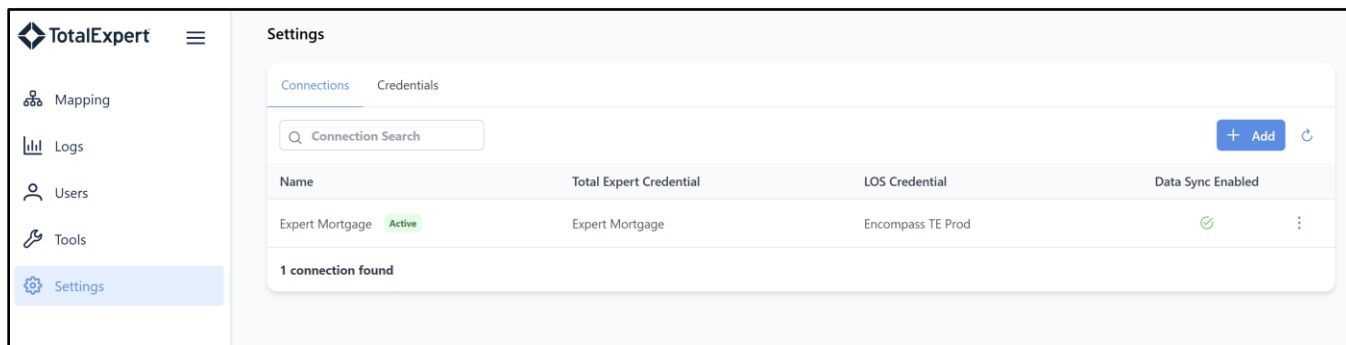 TotalExpert
Mapping
Logs
Users
Tools
Settings
Settings
Connections Credentials
Connection Search
+ Add
Name Total Expert Credential LOS Credential Data Sync Enabled
Expert Mortgage Active Expert Mortgage Encompass TE Prod
1 connection found